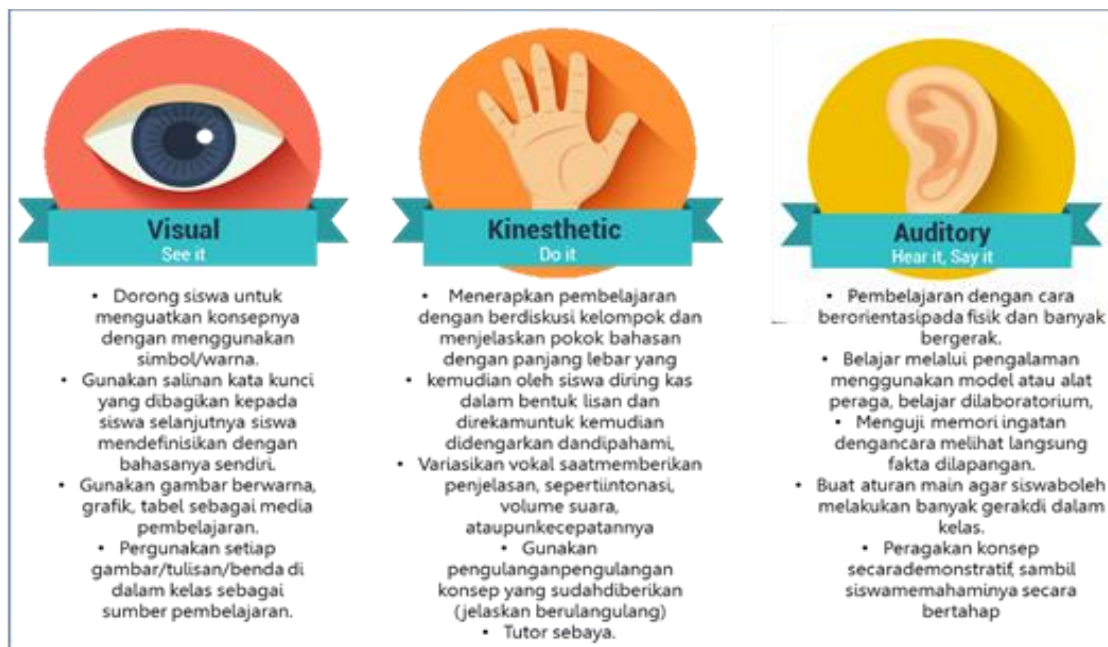 Visual
See it
• Dorong siswa untuk
menguatkan konsepnya
dengan menggunakan
simbol/warna.
• Gunakan salinan kata kunci
yang dibagikan kepada
siswa selanjutnya siswa
mendefinisikan dengan
bahasanya sendiri.
• Gunakan gambar berwarna,
grafik, tabel sebagai media
pembelajaran.
• Pergunakan setiap
gambar/tulisan/benda di
dalam kelas sebagai
sumber pembelajaran.
Kinesthetic
Do it
• Menerapkan pembelajaran
dengan berdiskusi kelompok dan
menjelaskan pokok bahasan
dengan panjang lebar yang
• kemudian oleh siswa diring kas
dalam bentuk lisan dan
direkamuntuk kemudian
didengarkan dandipahami,
• Variasikan vokal saatmemberikan
penjelasan, sepertiintonasi,
volume suara,
ataupunkecepatannya
• Gunakan
pengulanganpengulangan
konsep yang sudahdiberikan
(jelaskan berulangulang)
• Tutor sebaya.
Auditory
Hear it, Say it
• Pembelajaran dengan cara
berorientasipada fisik dan banyak
bergerak.
• Belajar melalui pengalaman
menggunakan model atau alat
peraga, belajar dilaboratorium,
• Menguji memori ingatan
dengancara melihat langsung
fakta dilapangan.
• Buat aturan main agar siswaboleh
melakukan banyak gerakdi dalam
kelas.
• Peragakan konsep
secarademonstratif, sambil
siswamemahaminya secara
bertahap